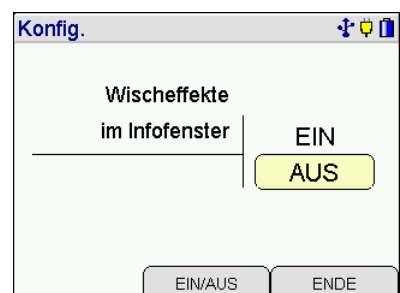 Konfig.
Wischeffekte
im Infofenster
EIN
AUS
EIN/AUS
ENDE